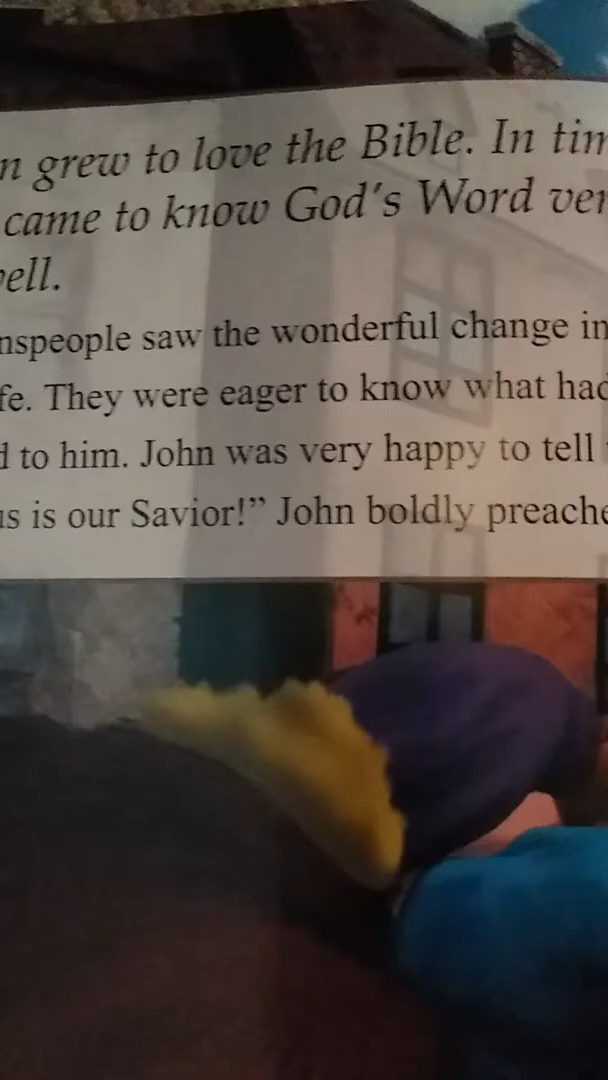 n grew to love the Bible. In tim
came to know God's Word ver
ell.
nspeople saw the wonderful change in
fe. They were eager to know what had
d to him. John was very happy to tell
us is our Savior!” John boldly preache